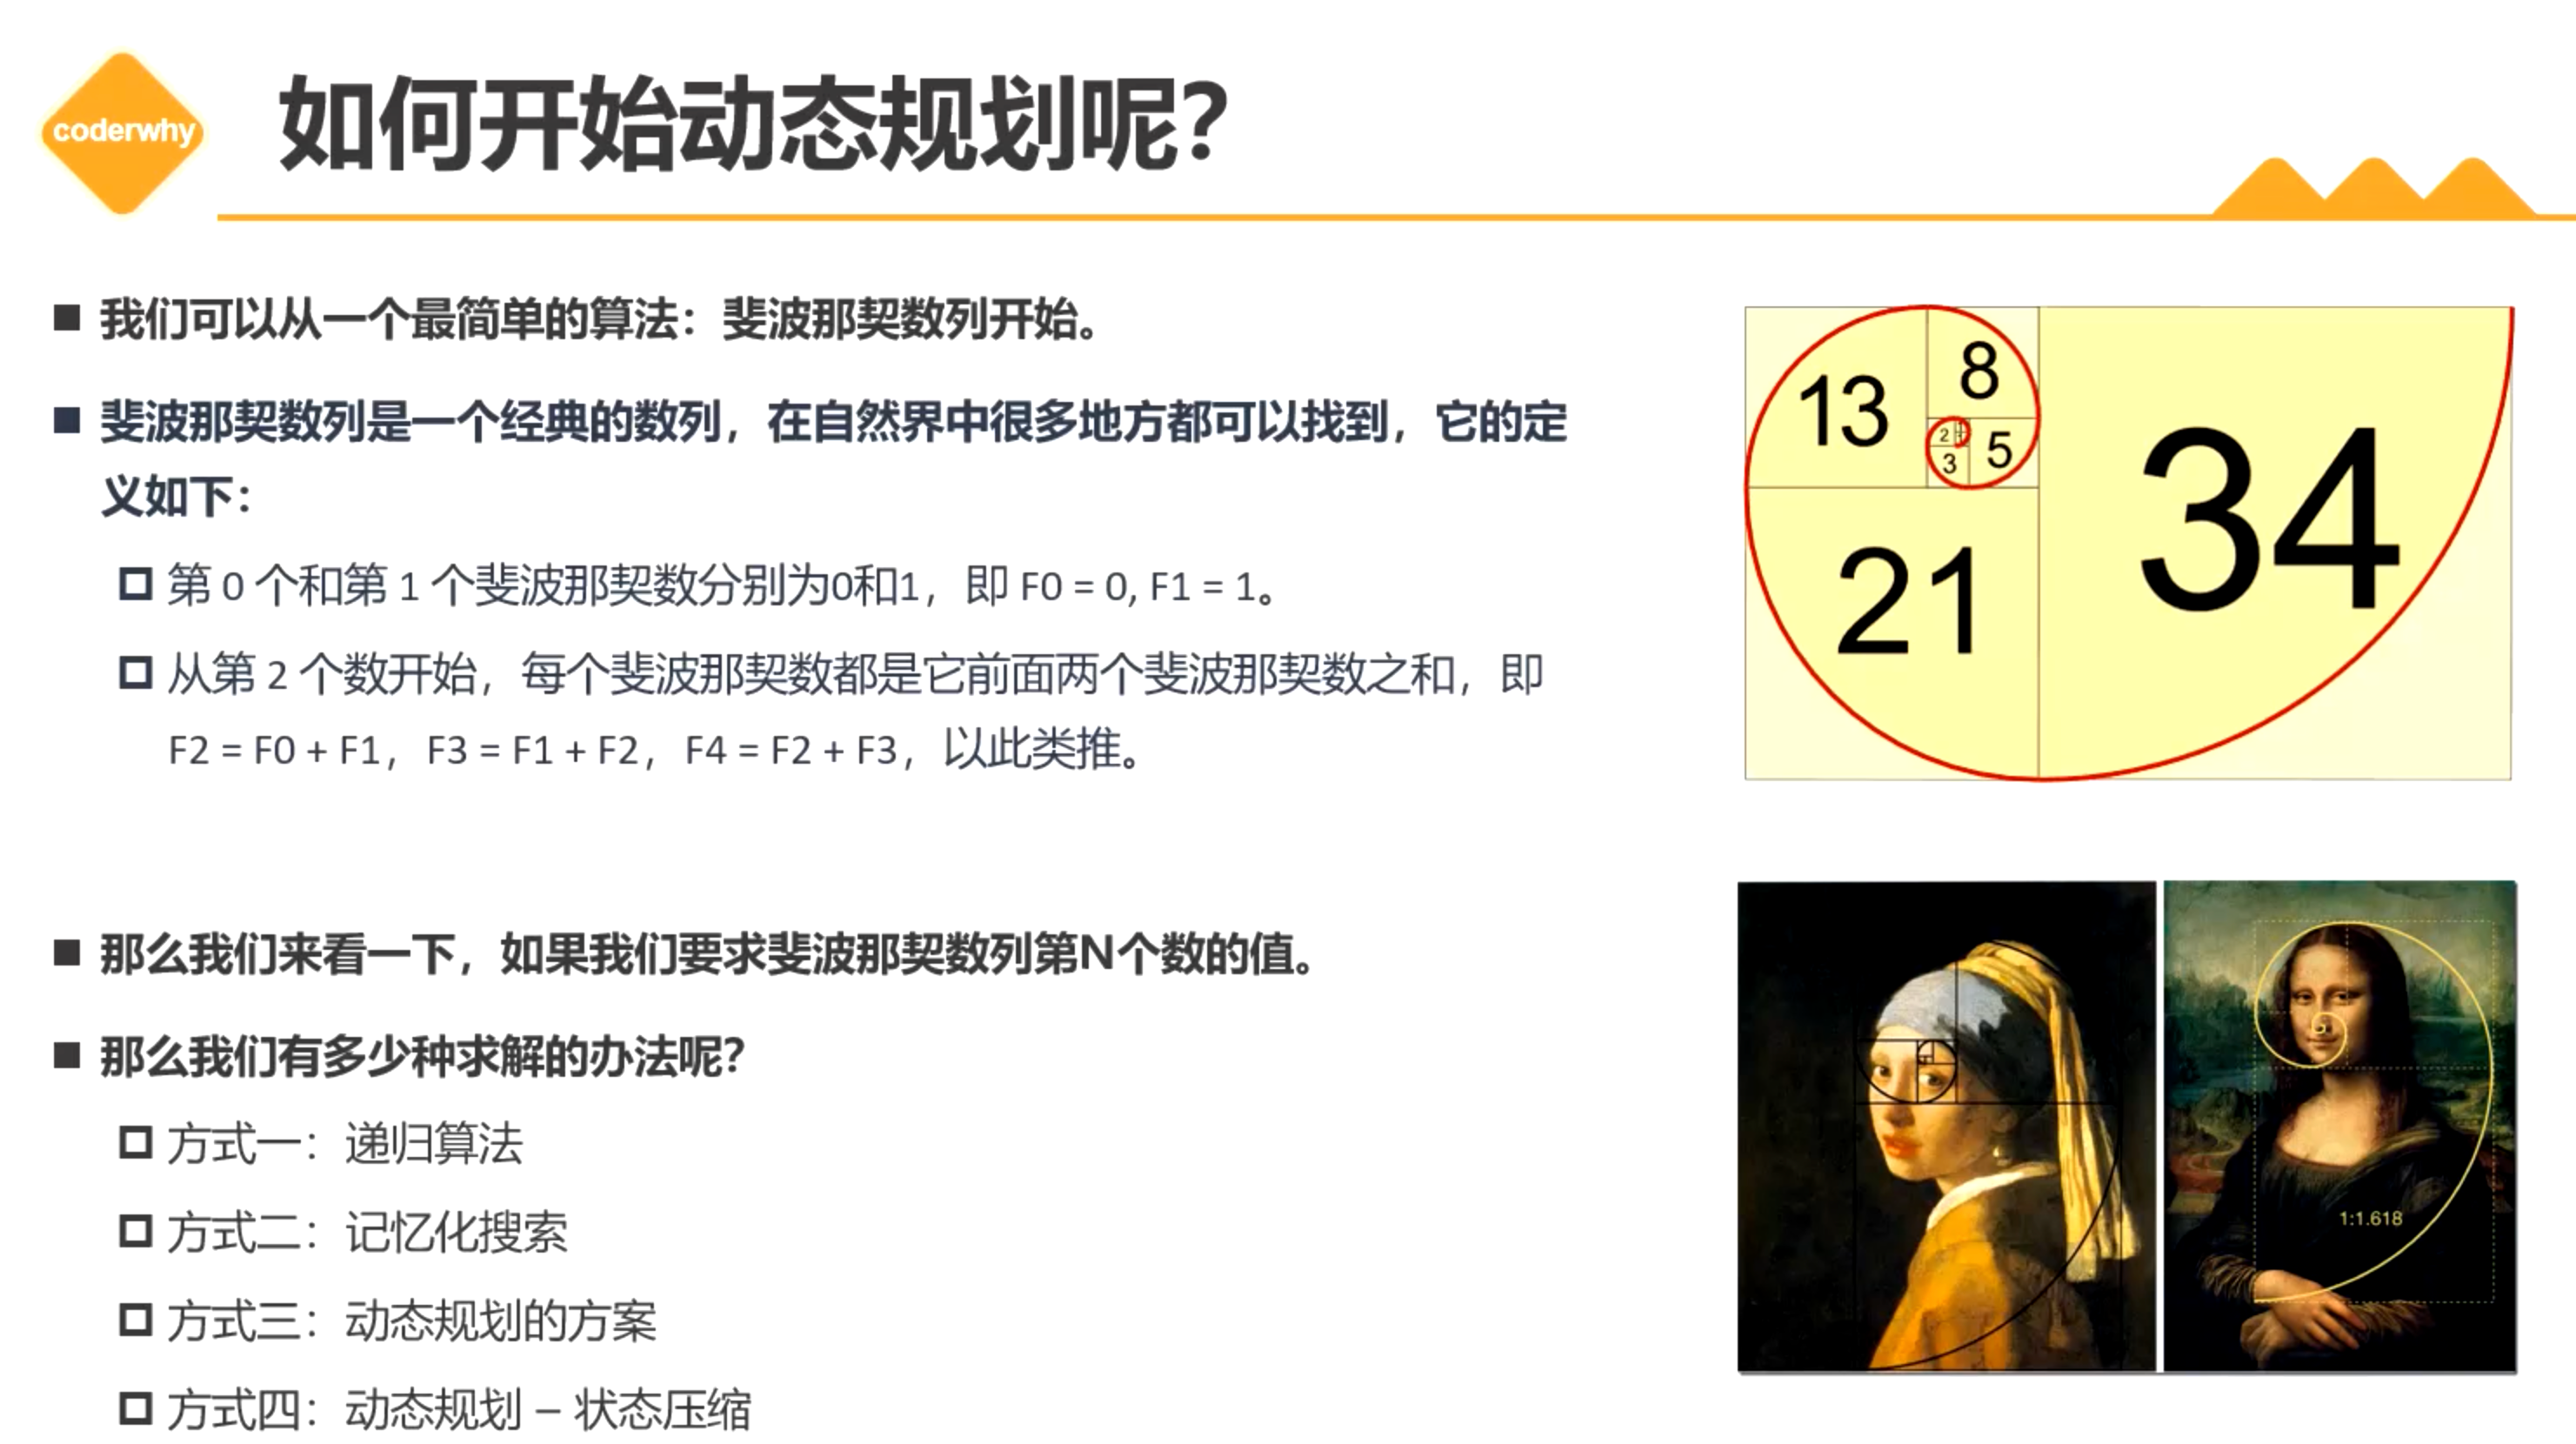 coderwhy
如何开始动态规划呢？
■ 我们可以从一个最简单的算法：斐波那契数列开始。
■ 斐波那契数列是一个经典的数列，在自然界中很多地方都可以找到，它的定
义如下：
第 0 个和第 1 个斐波那契数分别为0和1，即 F0 = 0, F1 = 1。
从第 2 个数开始，每个斐波那契数都是它前面两个斐波那契数之和，即
F2 = F0 + F1，F3 = F1 + F2，F4 = F2 + F3，以此类推。
■ 那么我们来看一下，如果我们要求斐波那契数列第N个数的值。
■ 那么我们有多少种求解的办法呢？
方式一：递归算法
方式二：记忆化搜索
方式三：动态规划的方案
方式四：动态规划 – 状态压缩
13
8
2
3
5
21
34
1:1.618